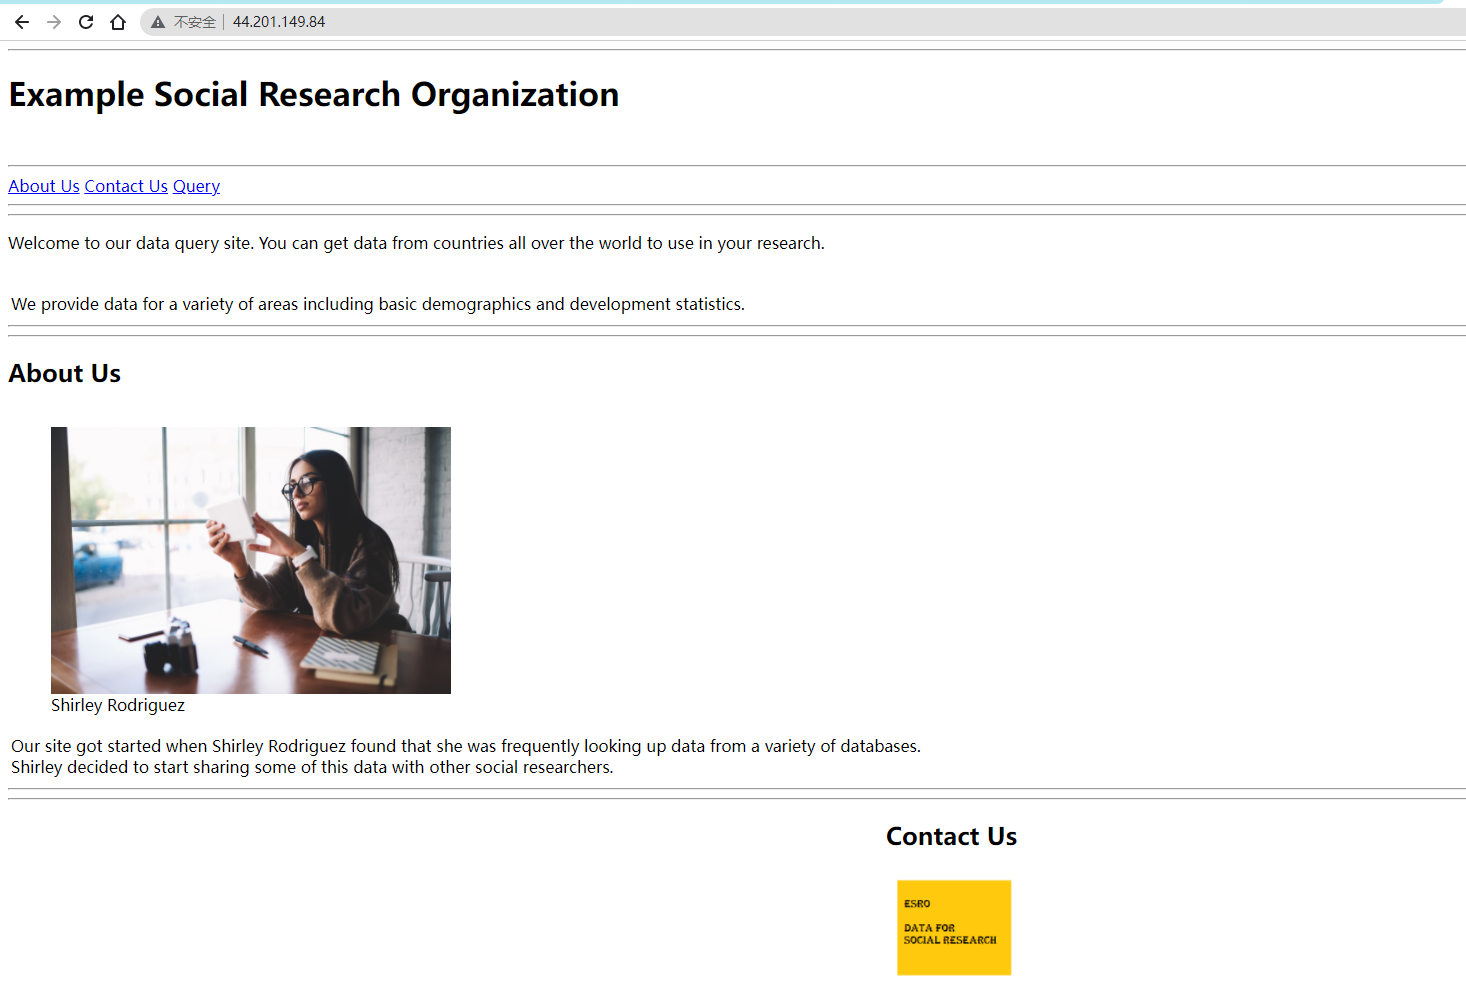 不安全 44.201.149.84
Example Social Research Organization
About Us Contact Us Query
Welcome to our data query site. You can get data from countries all over the world to use in your research.
We provide data for a variety of areas including basic demographics and development statistics.
About Us
Shirley Rodriguez
Our site got started when Shirley Rodriguez found that she was frequently looking up data from a variety of databases.
Shirley decided to start sharing some of this data with other social researchers.
Contact Us
ESRO
DATA FOR
SOCIAL RESEARCH